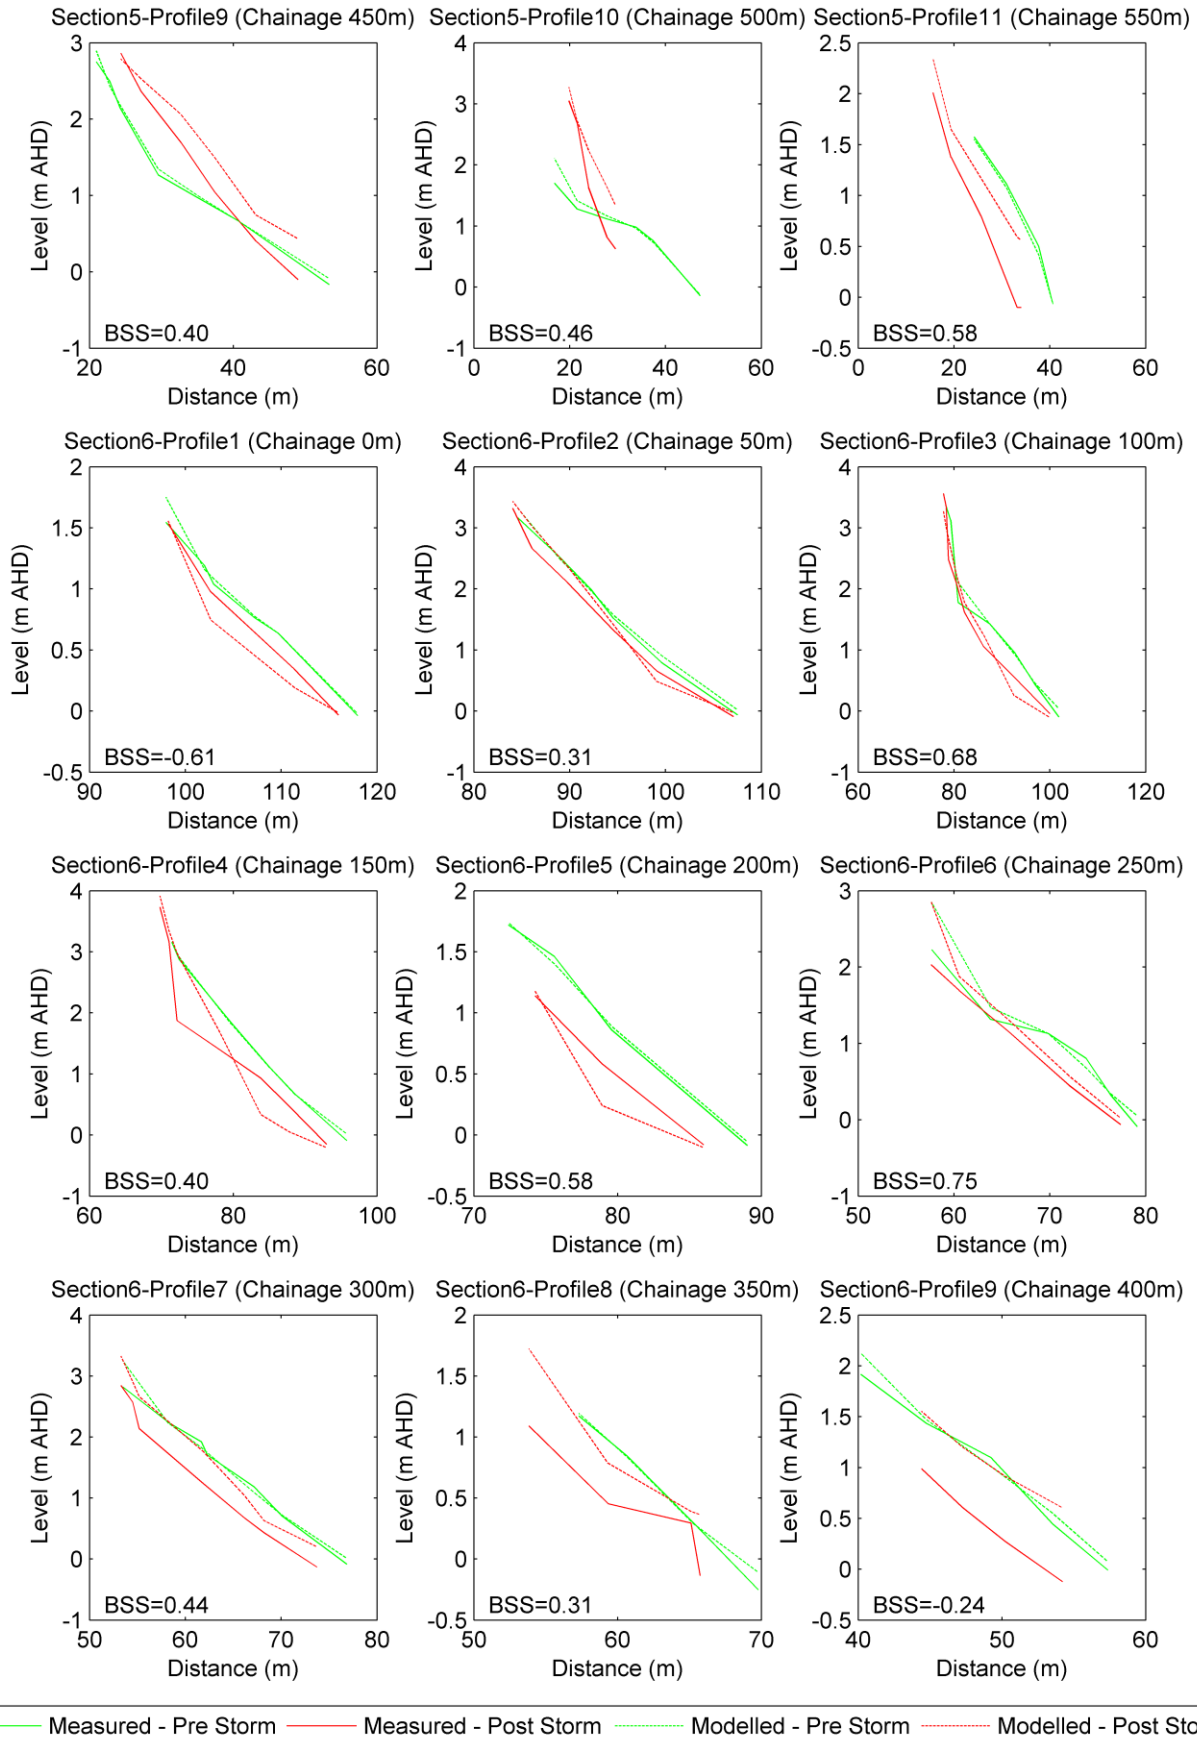 Section5-Profile9 (Chainage 450m)
3
2
1
0
-1
Level (m AHD)
BSS=0.40
20 40 60
Distance (m)
Section5-Profile10 (Chainage 500m)
4
3
2
1
0
-1
Level (m AHD)
BSS=0.46
0 20 40 60
Distance (m)
Section5-Profile11 (Chainage 550m)
2.5
2
1.5
1
0.5
0
-0.5
Level (m AHD)
BSS=0.58
0 20 40 60
Distance (m)
Section6-Profile1 (Chainage 0m)
2
1.5
1
0.5
0
-0.5
Level (m AHD)
BSS=-0.61
90 100 110 120
Distance (m)
Section6-Profile2 (Chainage 50m)
4
3
2
1
0
-1
Level (m AHD)
BSS=0.31
80 90 100 110
Distance (m)
Section6-Profile3 (Chainage 100m)
4
3
2
1
0
-1
Level (m AHD)
BSS=0.68
60 80 100 120
Distance (m)
Section6-Profile4 (Chainage 150m)
4
3
2
1
0
-1
Level (m AHD)
BSS=0.40
60 80 100
Distance (m)
Section6-Profile5 (Chainage 200m)
2
1.5
1
0.5
0
-0.5
Level (m AHD)
BSS=0.58
70 80 90
Distance (m)
Section6-Profile6 (Chainage 250m)
3
2
1
0
-1
Level (m AHD)
BSS=0.75
50 60 70 80
Distance (m)
Section6-Profile7 (Chainage 300m)
4
3
2
1
0
-1
Level (m AHD)
BSS=0.44
50 60 70 80
Distance (m)
Section6-Profile8 (Chainage 350m)
2
1.5
1
0.5
0
-0.5
Level (m AHD)
BSS=0.31
50 60 70
Distance (m)
Section6-Profile9 (Chainage 400m)
2.5
2
1.5
1
0.5
0
-0.5
Level (m AHD)
BSS=-0.24
40 50 60
Distance (m)
Measured - Pre Storm Measured - Post Storm Modelled - Pre Storm Modelled - Post Sto